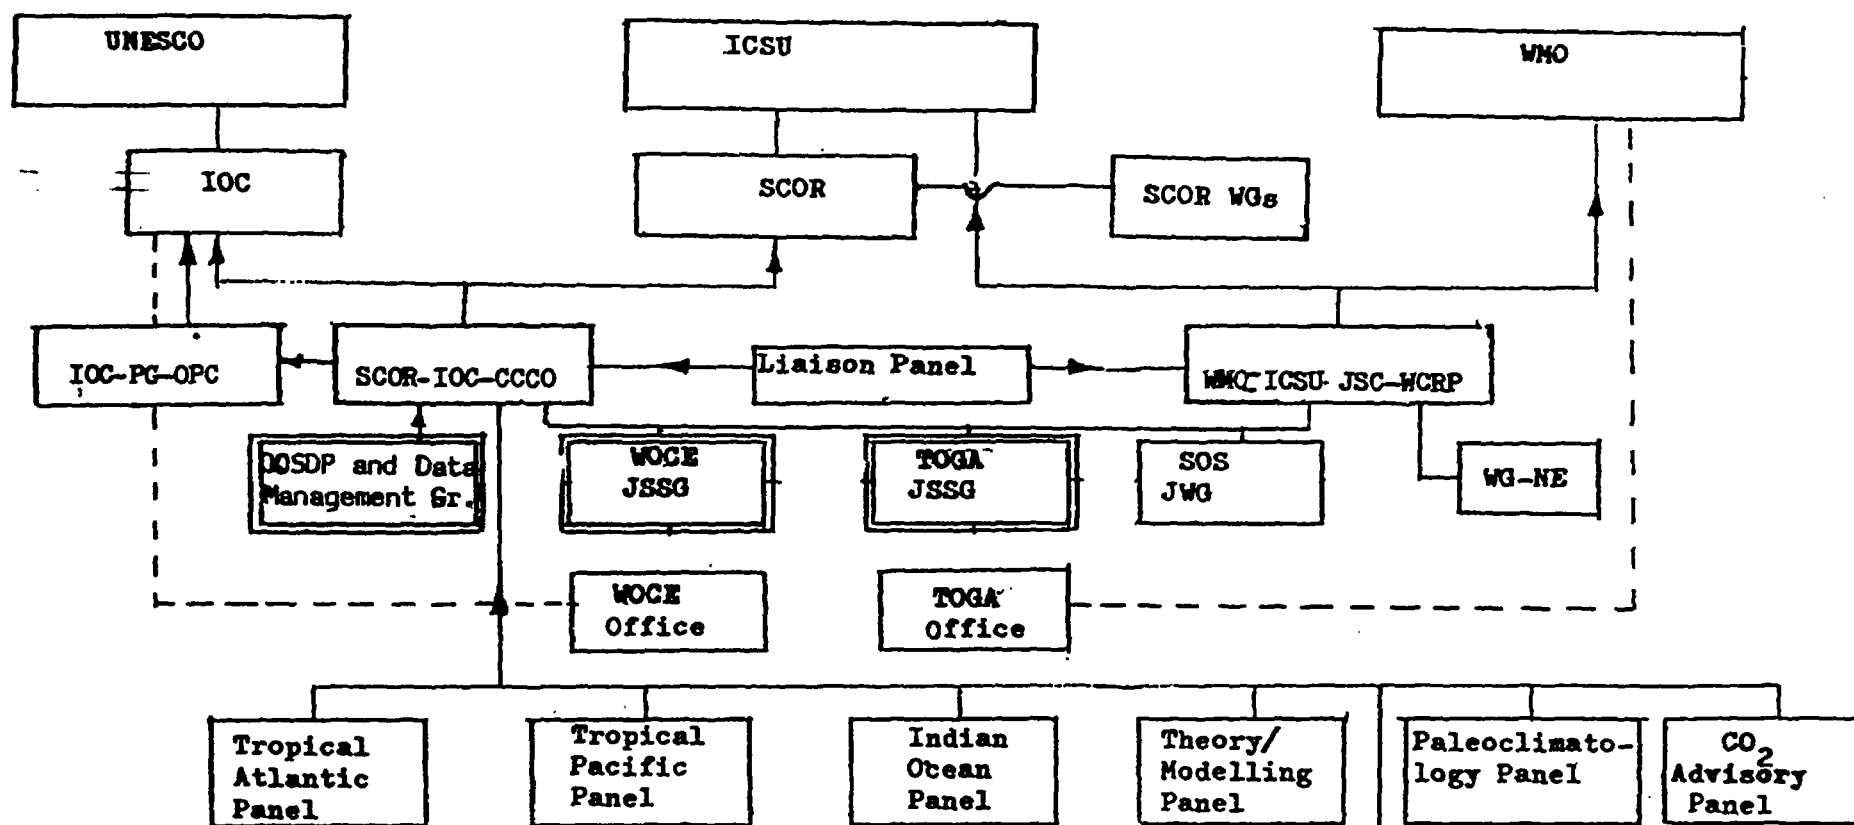 UNESCO
ICSU
WMO
IOC
SCOR
SCOR WGs
IOC-PG-OPC
SCOR-IOC-CCCO
Liaison Panel
WMO-ICSU-JSC-WCRP
OOSDP and Data
Management Gr.
WOCE
JSSG
TOGA
JSSG
SOS
JWG
WG-NE
WOCE
Office
TOGA
Office
Tropical
Atlantic
Panel
Tropical
Pacific
Panel
Indian
Ocean
Panel
Theory/
Modelling
Panel
Paleoclimato-
logy Panel
CO2
Advisory
Panel